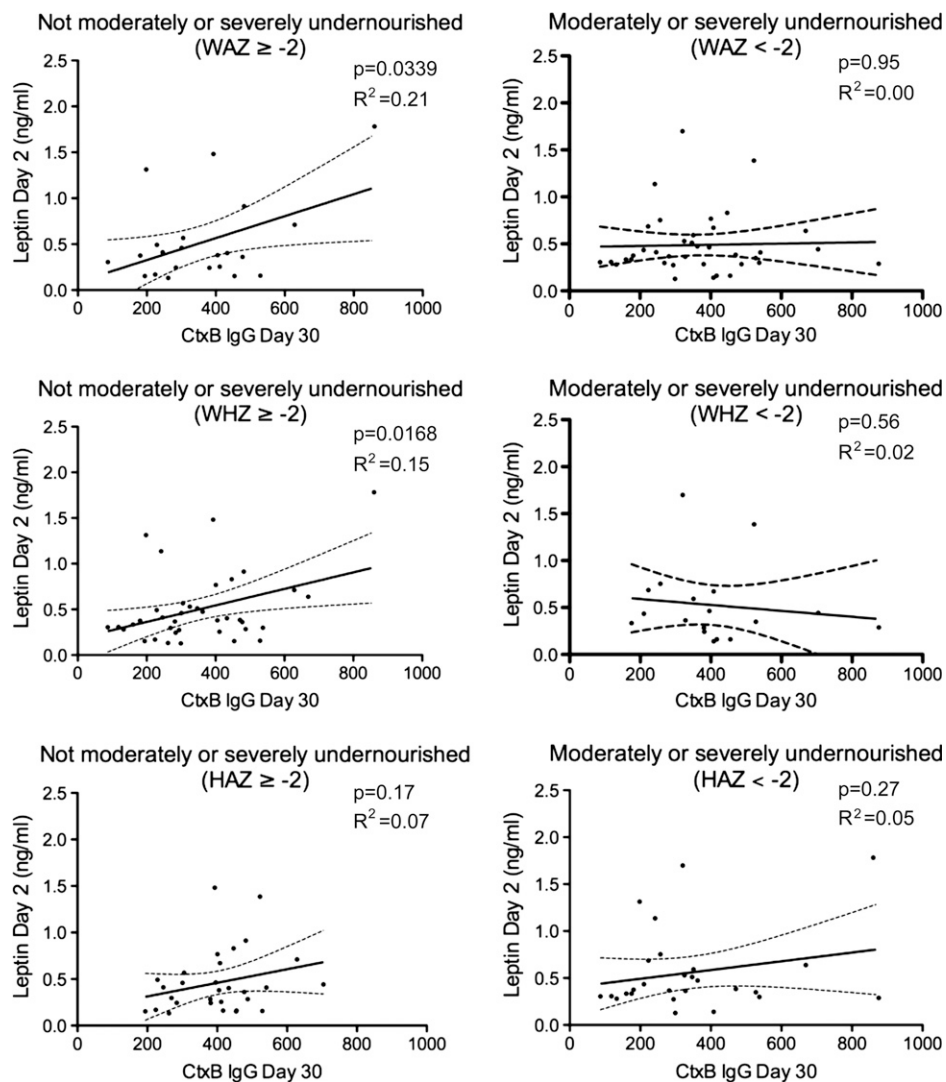 Not moderately or severely undernourished
(WAZ ≥ -2)
p=0.0339
R²=0.21
Leptin Day 2 (ng/ml)
2.5
2.0
1.5
1.0
0.5
0.0
0 200 400 600 800 1000
CtxB IgG Day 30
Moderately or severely undernourished
(WAZ < -2)
p=0.95
R²=0.00
Leptin Day 2 (ng/ml)
2.5
2.0
1.5
1.0
0.5
0.0
0 200 400 600 800 1000
CtxB IgG Day 30
Not moderately or severely undernourished
(WHZ ≥ -2)
p=0.0168
R²=0.15
Leptin Day 2 (ng/ml)
2.5
2.0
1.5
1.0
0.5
0.0
0 200 400 600 800 1000
CtxB IgG Day 30
Moderately or severely undernourished
(WHZ < -2)
p=0.56
R²=0.02
Leptin Day 2 (ng/ml)
2.5
2.0
1.5
1.0
0.5
0.0
0 200 400 600 800 1000
CtxB IgG Day 30
Not moderately or severely undernourished
(HAZ ≥ -2)
p=0.17
R²=0.07
Leptin Day 2 (ng/ml)
2.5
2.0
1.5
1.0
0.5
0.0
0 200 400 600 800 1000
CtxB IgG Day 30
Moderately or severely undernourished
(HAZ < -2)
p=0.27
R²=0.05
Leptin Day 2 (ng/ml)
2.5
2.0
1.5
1.0
0.5
0.0
0 200 400 600 800 1000
CtxB IgG Day 30